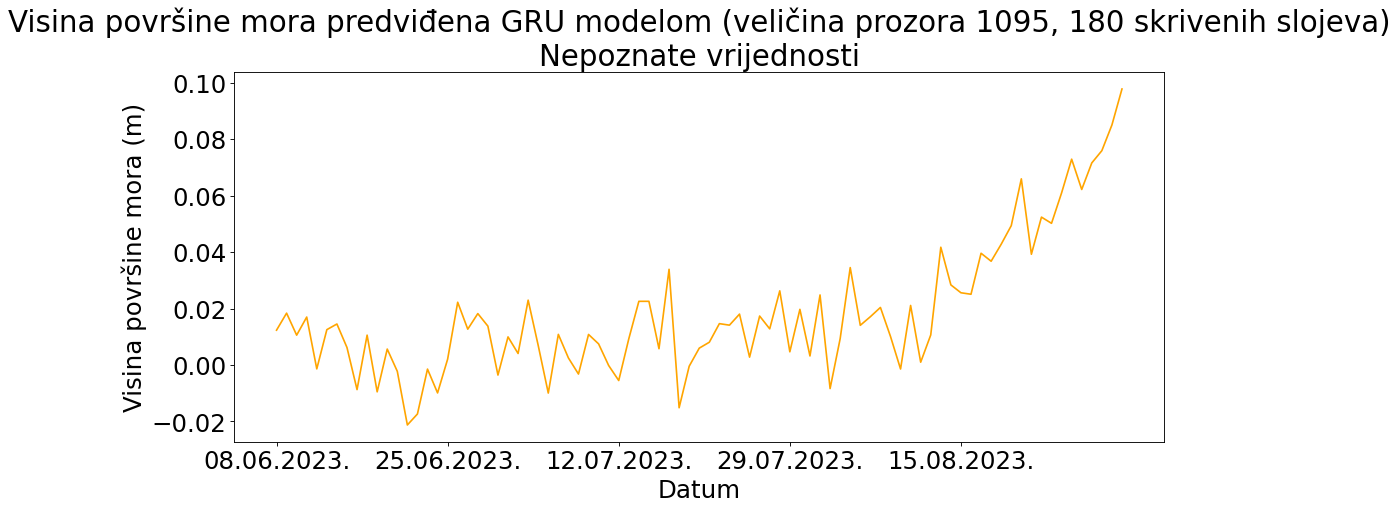 Visina površine mora predviđena GRU modelom (veličina prozora 1095, 180 skrivenih slojeva)
Nepoznate vrijednosti
Visina površine mora (m)
0.10
0.08
0.06
0.04
0.02
0.00
−0.02
08.06.2023. 25.06.2023. 12.07.2023. 29.07.2023. 15.08.2023.
Datum